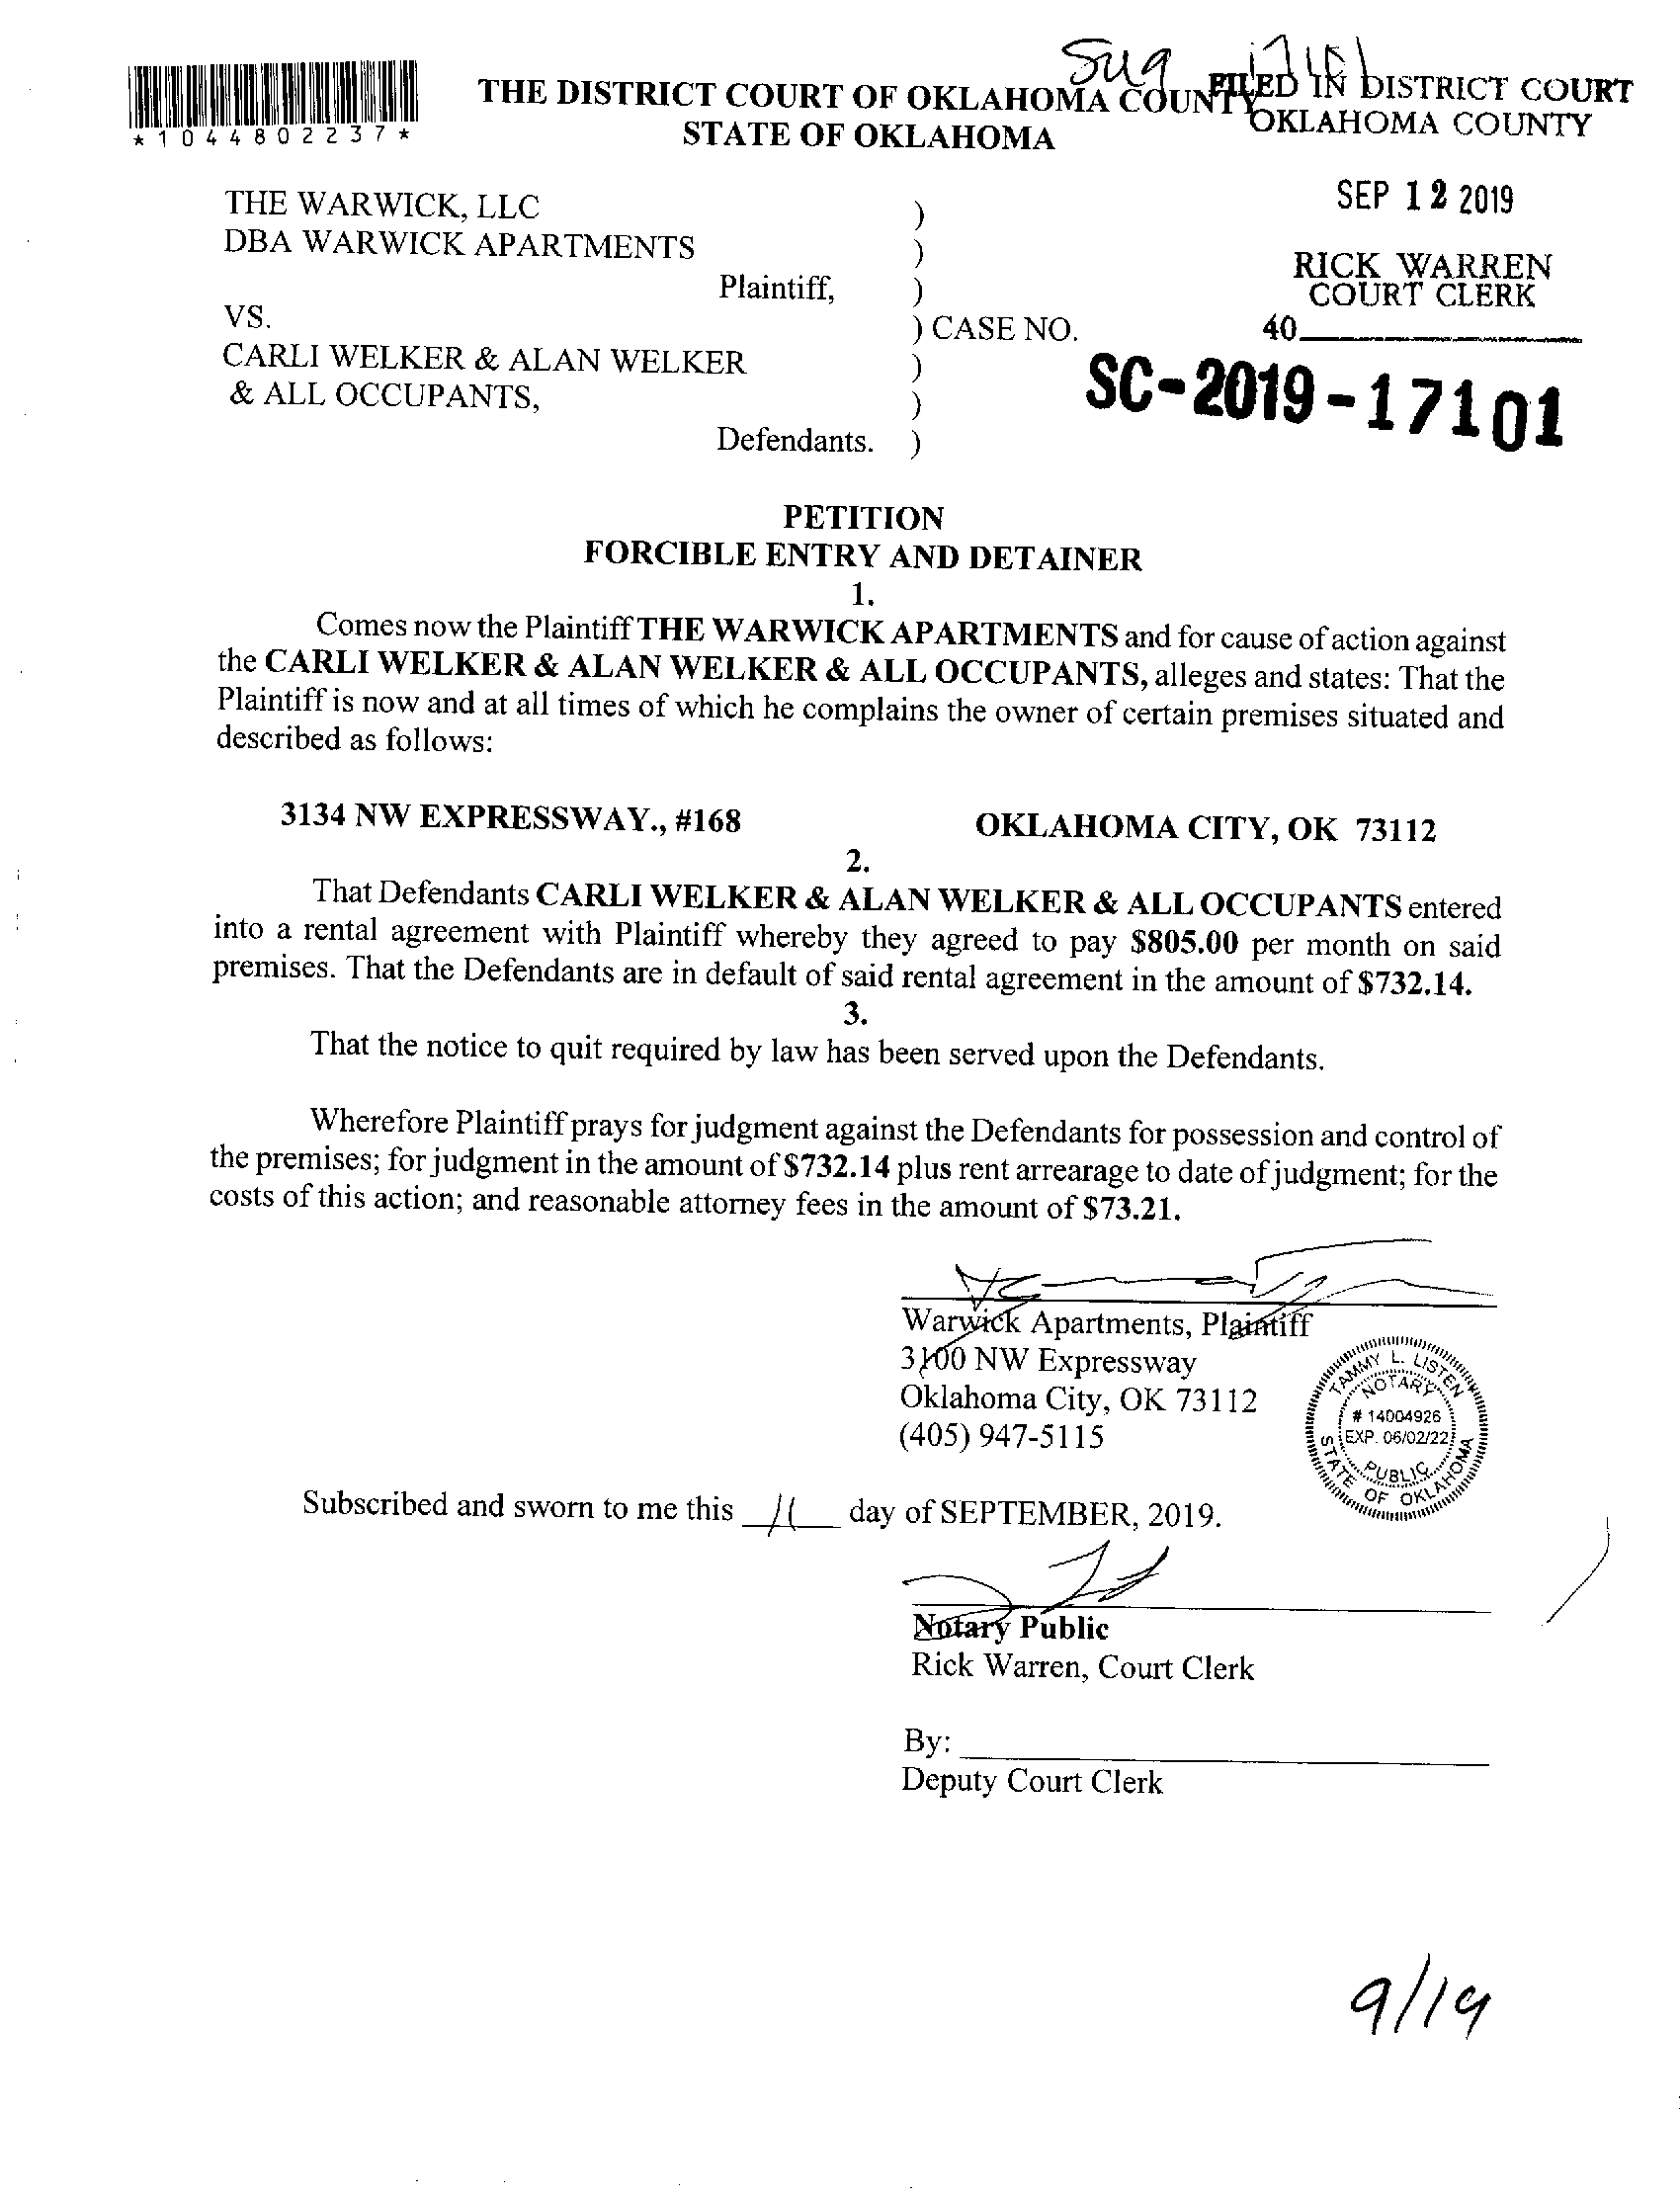 *1044802237*
THE DISTRICT COURT OF OKLAHOMA COUNTY
STATE OF OKLAHOMA
FILED IN DISTRICT COURT
OKLAHOMA COUNTY
SEP 12 2019
RICK WARREN
COURT CLERK
40
THE WARWICK, LLC )
DBA WARWICK APARTMENTS )
Plaintiff, )
VS. ) CASE NO.
CARLI WELKER & ALAN WELKER )
& ALL OCCUPANTS, )
Defendants. )
SC-2019-17101
PETITION
FORCIBLE ENTRY AND DETAINER
1.
Comes now the Plaintiff THE WARWICK APARTMENTS and for cause of action against
the CARLI WELKER & ALAN WELKER & ALL OCCUPANTS, alleges and states: That the
Plaintiff is now and at all times of which he complains the owner of certain premises situated and
described as follows:
3134 NW EXPRESSWAY., #168 OKLAHOMA CITY, OK 73112
2.
That Defendants CARLI WELKER & ALAN WELKER & ALL OCCUPANTS entered
into a rental agreement with Plaintiff whereby they agreed to pay $805.00 per month on said
premises. That the Defendants are in default of said rental agreement in the amount of $732.14.
3.
That the notice to quit required by law has been served upon the Defendants.
Wherefore Plaintiff prays for judgment against the Defendants for possession and control of
the premises; for judgment in the amount of $732.14 plus rent arrearage to date of judgment; for the
costs of this action; and reasonable attorney fees in the amount of $73.21.
Warwick Apartments, Plaintiff
3100 NW Expressway
Oklahoma City, OK 73112
(405) 947-5115
TAMMY L. LISTEN
NOTARY
# 14004926
EXP. 06/02/22
PUBLIC
STATE OF OKLAHOMA
Subscribed and sworn to me this 11 day of SEPTEMBER, 2019.
Notary Public
Rick Warren, Court Clerk
By:
Deputy Court Clerk
9/19